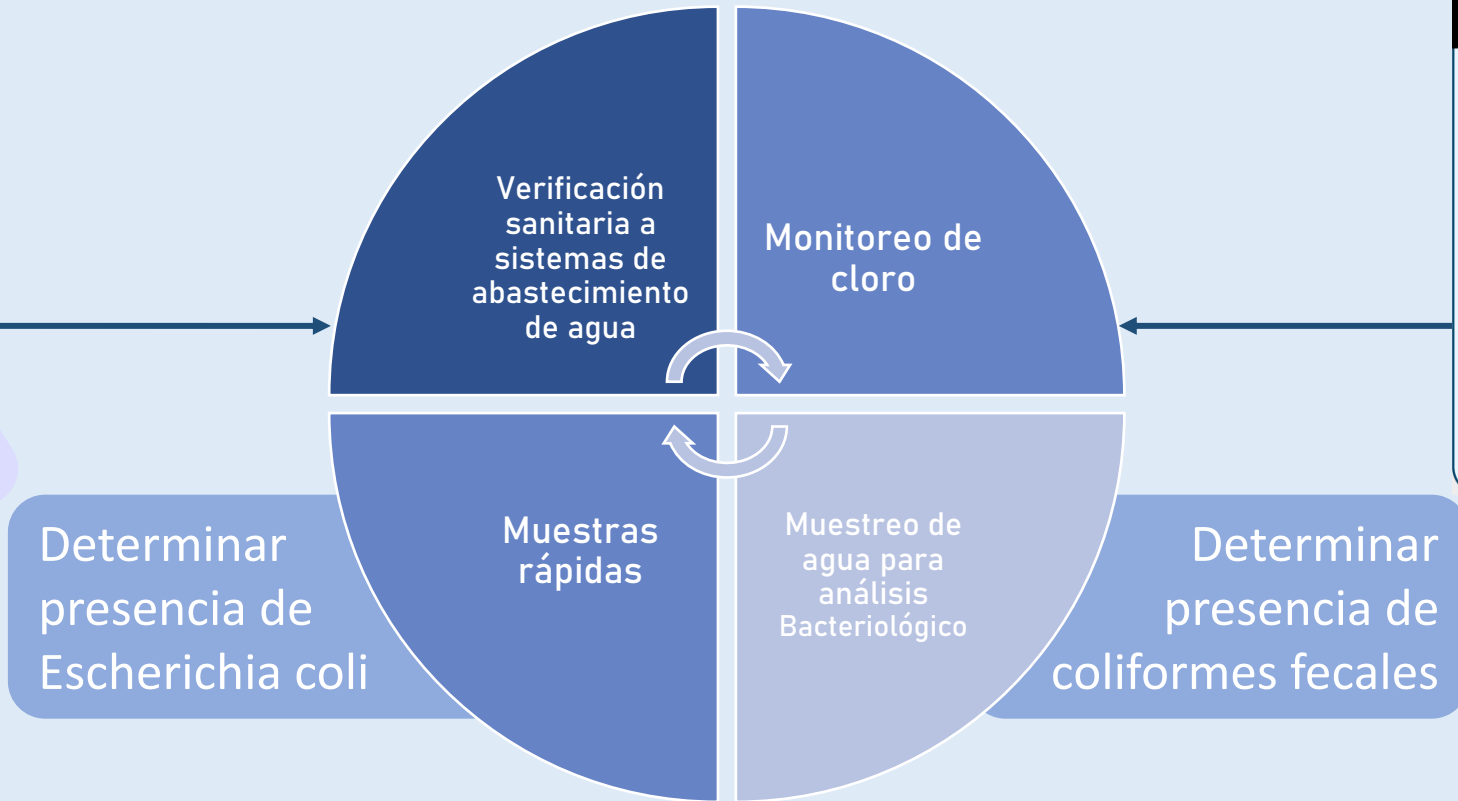 Verificación
sanitaria a
sistemas de
abastecimiento
de agua
Monitoreo de
cloro
Muestras
rápidas
Muestreo de
agua para
análisis
Bacteriológico
Determinar
presencia de
Escherichia coli
Determinar
presencia de
coliformes fecales